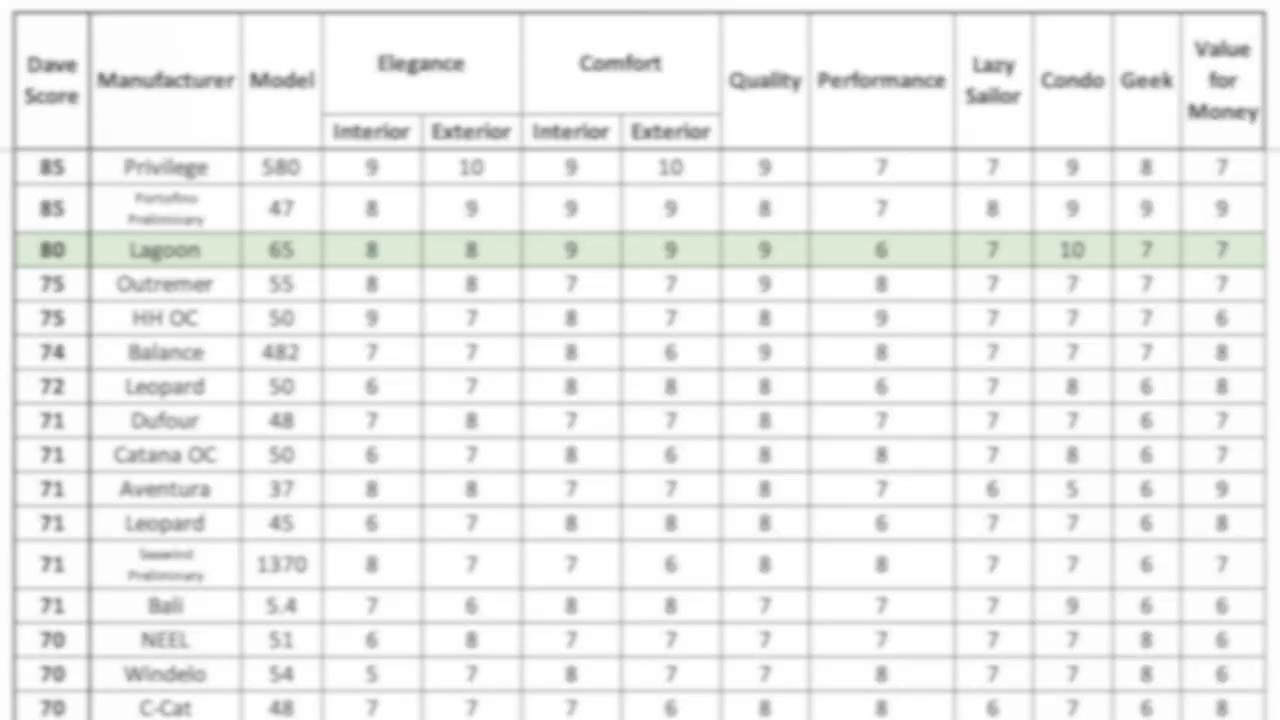 Dave Score Manufacturer Model Elegance Comfort Quality Performance Lazy Sailor Condo Geek Value for Money
Interior Exterior Interior Exterior
85 Privilege 580 9 10 9 10 9 7 7 9 8 7
85 Portofino Preliminary 47 8 9 9 9 8 7 8 9 9 9
80 Lagoon 65 8 8 9 9 9 6 7 10 7 7
75 Outremer 55 8 8 7 7 9 8 7 7 7 7
75 HH OC 50 9 7 8 7 8 9 7 7 7 6
74 Balance 482 7 7 8 6 9 8 7 7 7 8
72 Leopard 50 6 7 8 8 8 6 7 8 6 8
71 Dufour 48 7 8 7 7 8 7 7 7 6 7
71 Catana OC 50 6 7 8 6 8 8 7 8 6 7
71 Aventura 37 8 8 7 7 8 7 6 5 6 9
71 Leopard 45 6 7 8 8 8 6 7 7 6 8
71 Seawind Preliminary 1370 8 7 7 6 8 8 7 7 6 7
71 Bali 5.4 7 6 8 8 7 7 7 9 6 6
70 NEEL 51 6 8 7 7 7 7 7 7 8 6
70 Windelo 54 5 7 8 7 7 8 7 7 8 6
70 C-Cat 48 7 7 7 6 8 8 6 7 6 8